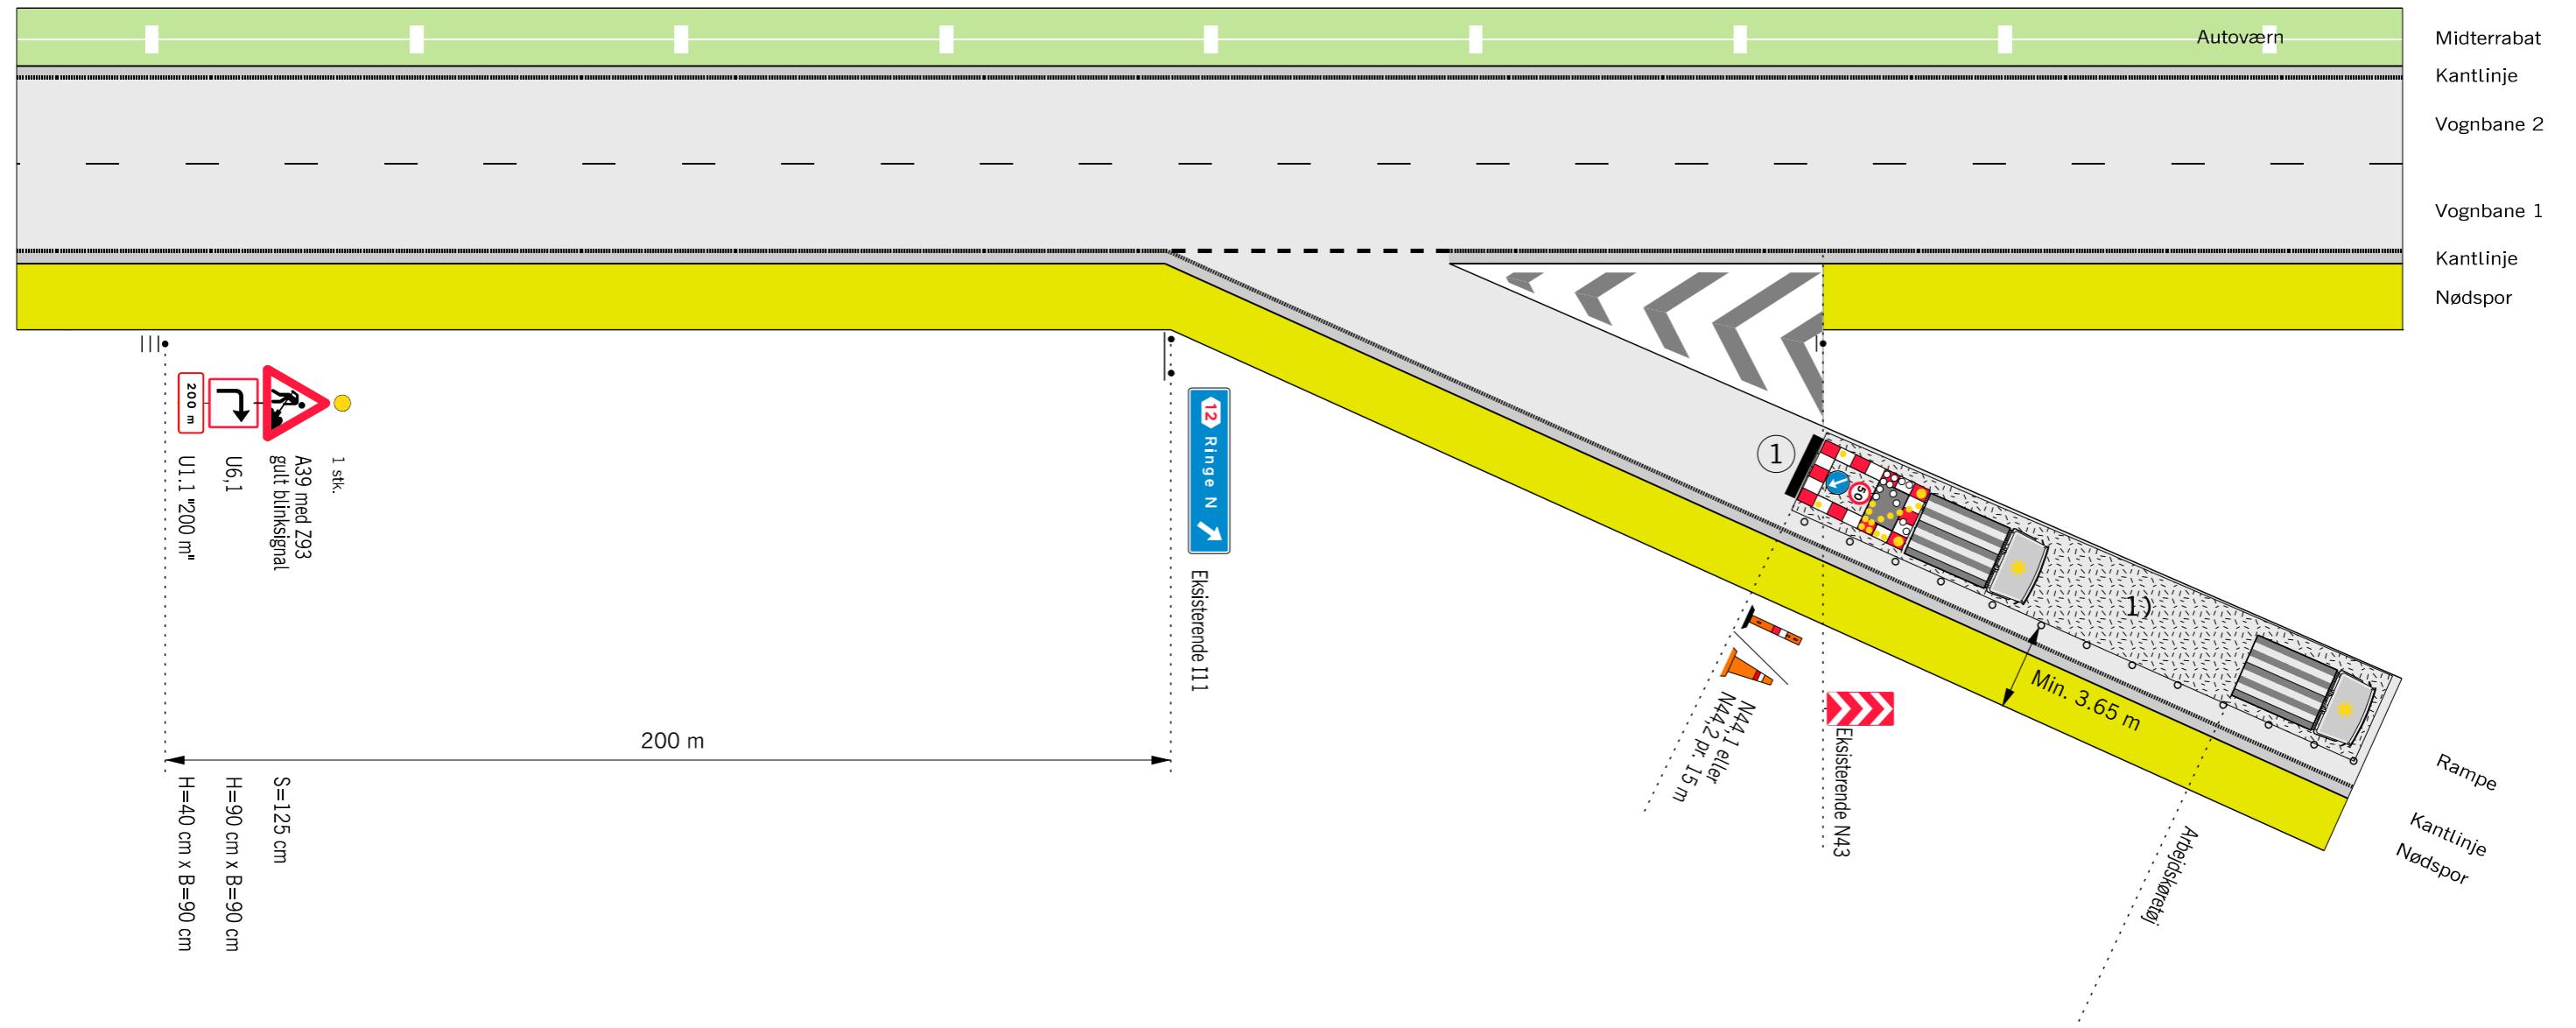 Autoværn
Midterrabat
Kantlinje
Vognbane 2
Vognbane 1
Kantlinje
Nødspor
200 m
U1.1 "200 m"
U6,1
A39 med Z93
gult blinksignal
1 stk.
12 Ringe N
Eksisterende I11
1
50
1)
Min. 3.65 m
N44,1 eller
N44,2 pr. 15 m
Eksisterende N43
Arbejdskøretøj
Rampe
Kantlinje
Nødspor
200 m
H=40 cm x B=90 cm
H=90 cm x B=90 cm
S=125 cm